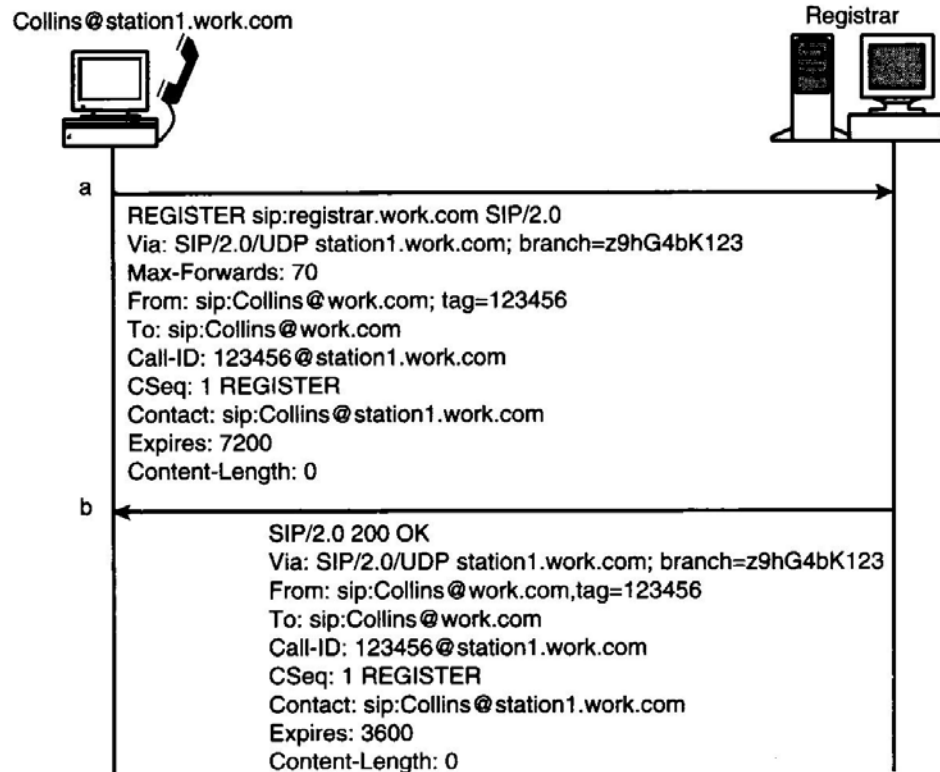 Collins@station1.work.com
Registrar
a
REGISTER sip:registrar.work.com SIP/2.0
Via: SIP/2.0/UDP station1.work.com; branch=z9hG4bK123
Max-Forwards: 70
From: sip:Collins@work.com; tag=123456
To: sip:Collins@work.com
Call-ID: 123456@station1.work.com
CSeq: 1 REGISTER
Contact: sip:Collins@station1.work.com
Expires: 7200
Content-Length: 0
b
SIP/2.0 200 OK
Via: SIP/2.0/UDP station1.work.com; branch=z9hG4bK123
From: sip:Collins@work.com,tag=123456
To: sip:Collins@work.com
Call-ID: 123456@station1.work.com
CSeq: 1 REGISTER
Contact: sip:Collins@station1.work.com
Expires: 3600
Content-Length: 0